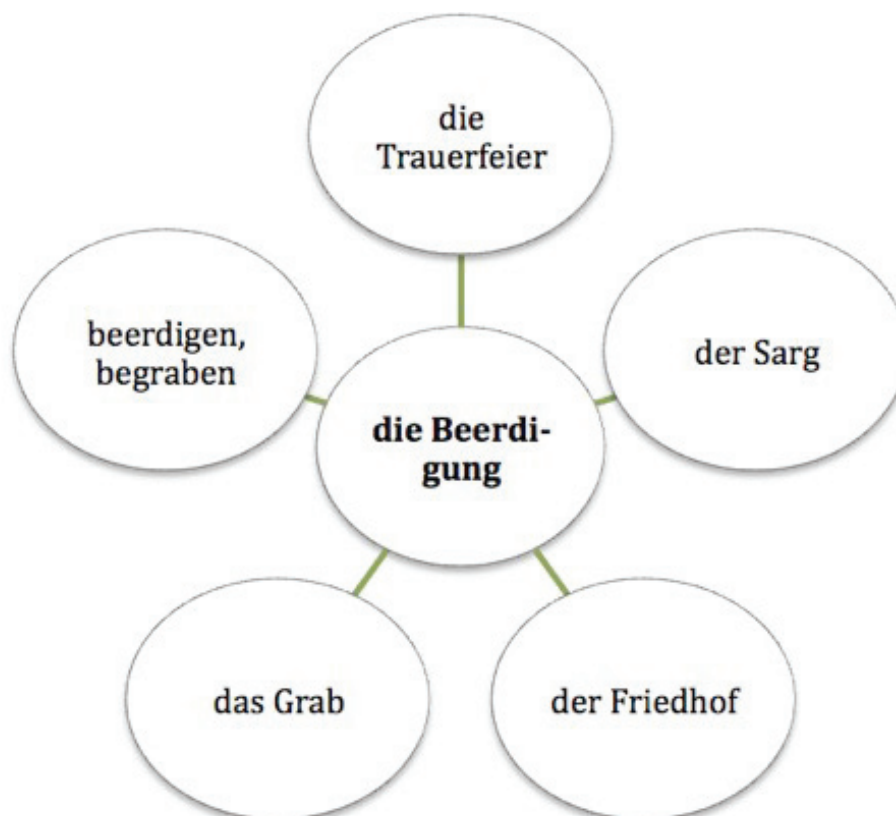 die
Trauerfeier
beerdigen,
begraben
der Sarg
die Beerdi-
gung
das Grab
der Friedhof